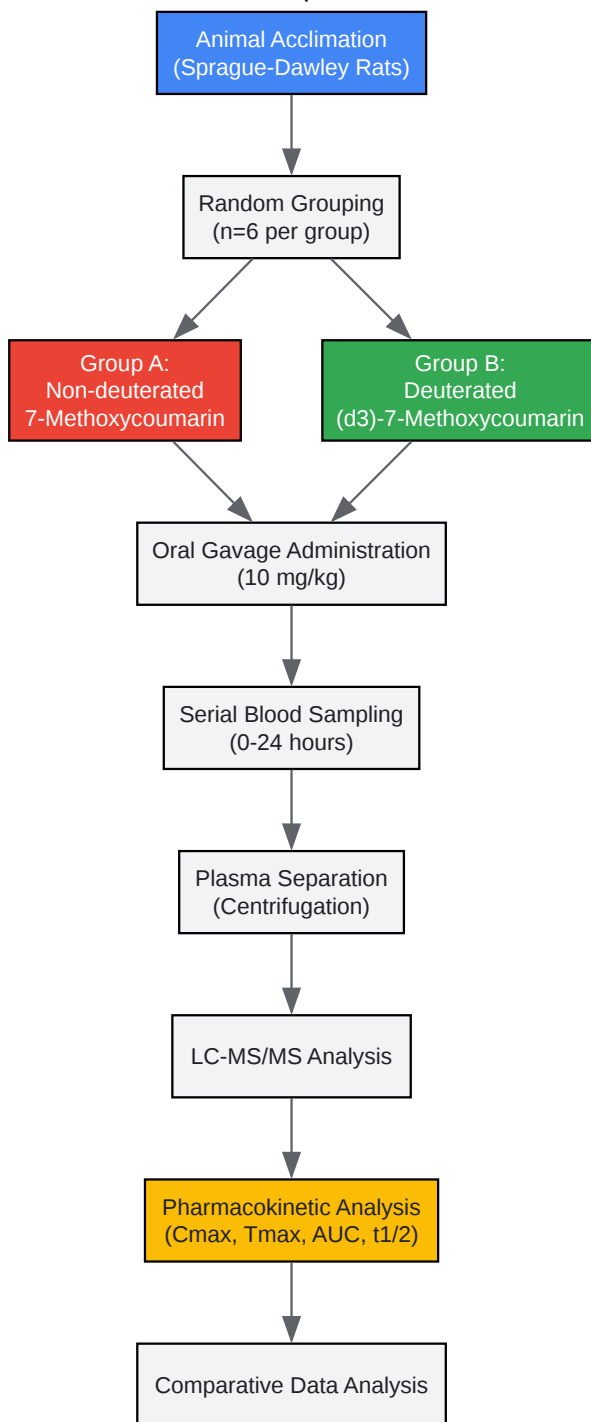 Animal Acclimation
(Sprague-Dawley Rats)
Random Grouping
(n=6 per group)
Group A:
Non-deuterated
7-Methoxycoumarin
Group B:
Deuterated
(d3)-7-Methoxycoumarin
Oral Gavage Administration
(10 mg/kg)
Serial Blood Sampling
(0-24 hours)
Plasma Separation
(Centrifugation)
LC-MS/MS Analysis
Pharmacokinetic Analysis
(Cmax, Tmax, AUC, t1/2)
Comparative Data Analysis